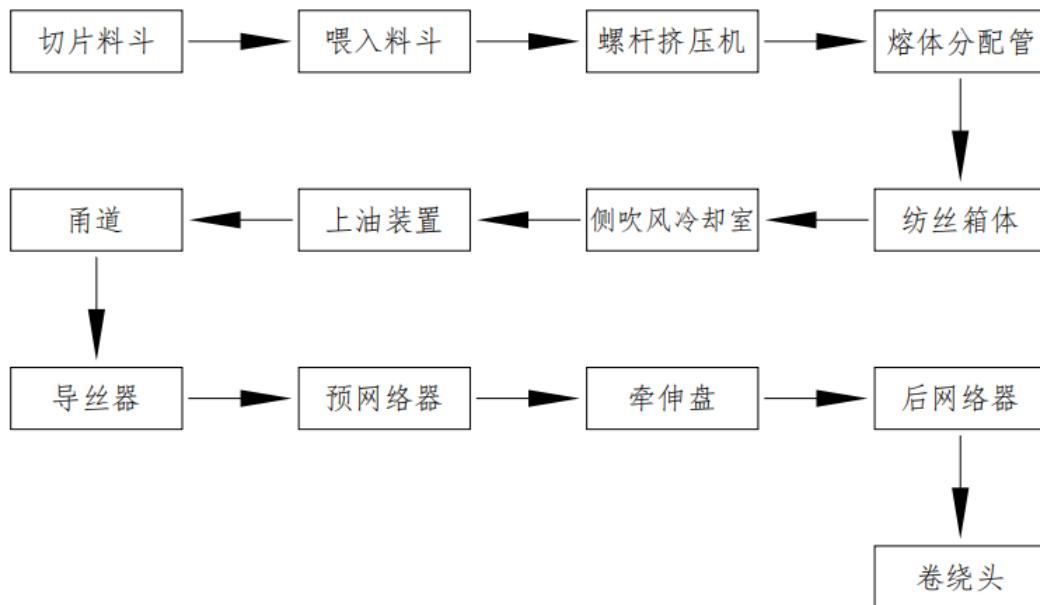 切片料斗
喂入料斗
螺杆挤压机
熔体分配管
纺丝箱体
侧吹风冷却室
上油装置
甬道
导丝器
预网络器
牵伸盘
后网络器
卷绕头